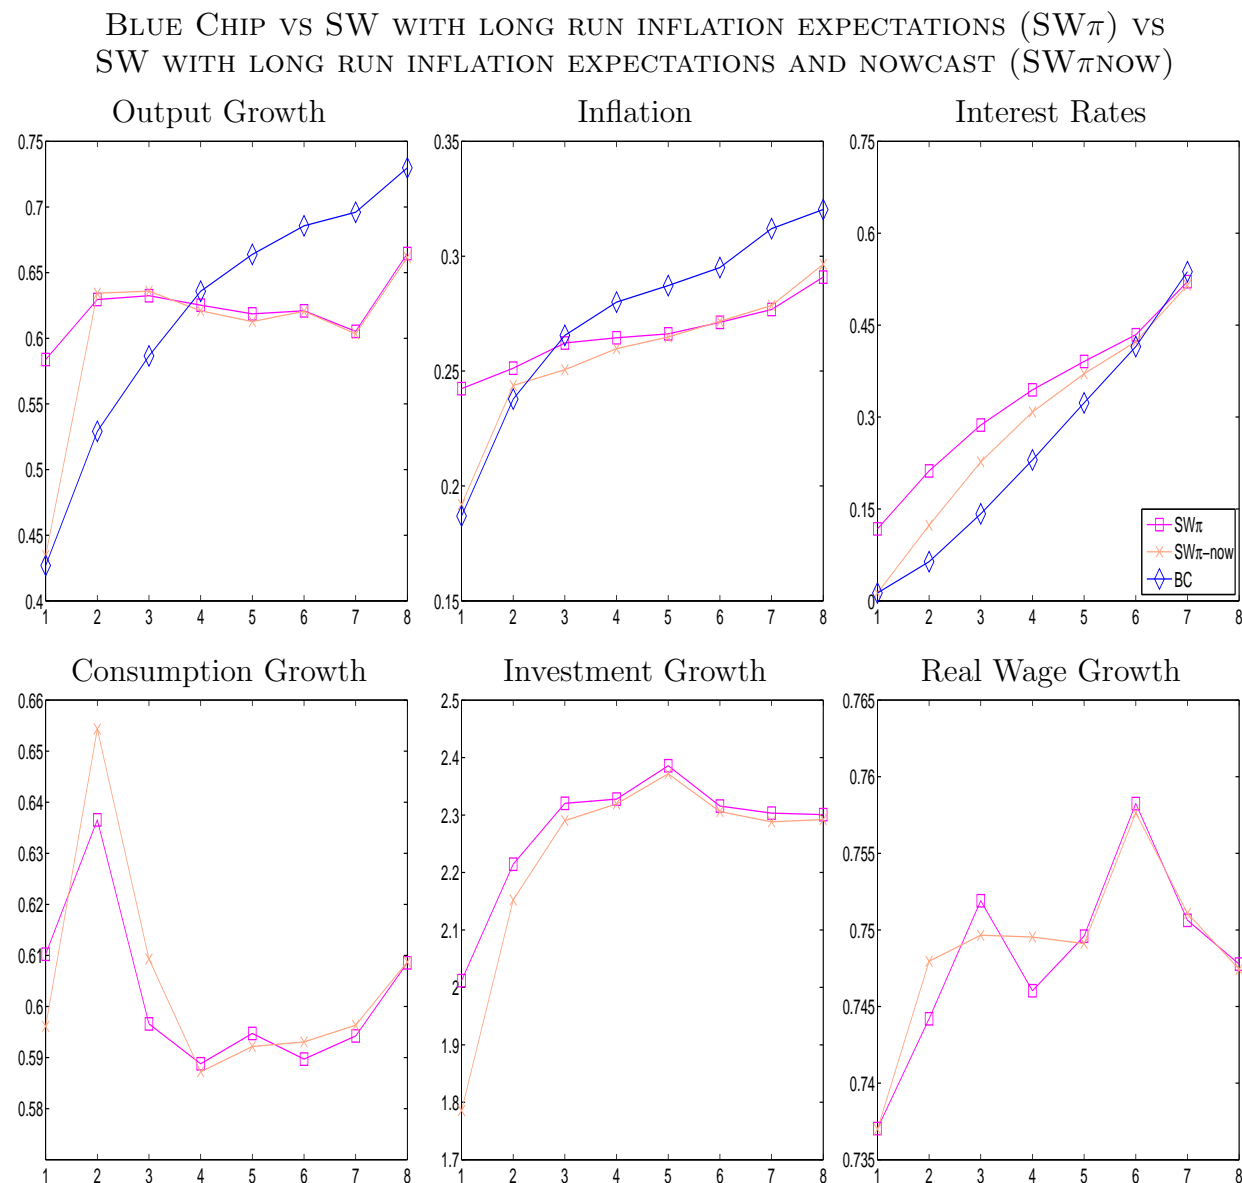 BLUE CHIP VS SW WITH LONG RUN INFLATION EXPECTATIONS (SWπ) VS
SW WITH LONG RUN INFLATION EXPECTATIONS AND NOWCAST (SWπNOW)
Output Growth
0.75
0.7
0.65
0.6
0.55
0.5
0.45
0.4
1 2 3 4 5 6 7 8
Inflation
0.35
0.3
0.25
0.2
0.15
1 2 3 4 5 6 7 8
Interest Rates
0.75
0.6
0.45
0.3
0.15
0
1 2 3 4 5 6 7 8
SWπ
SWπ-now
BC
Consumption Growth
0.66
0.65
0.64
0.63
0.62
0.61
0.6
0.59
0.58
1 2 3 4 5 6 7 8
Investment Growth
2.5
2.4
2.3
2.2
2.1
2
1.9
1.8
1.7
1 2 3 4 5 6 7 8
Real Wage Growth
0.765
0.76
0.755
0.75
0.745
0.74
0.735
1 2 3 4 5 6 7 8